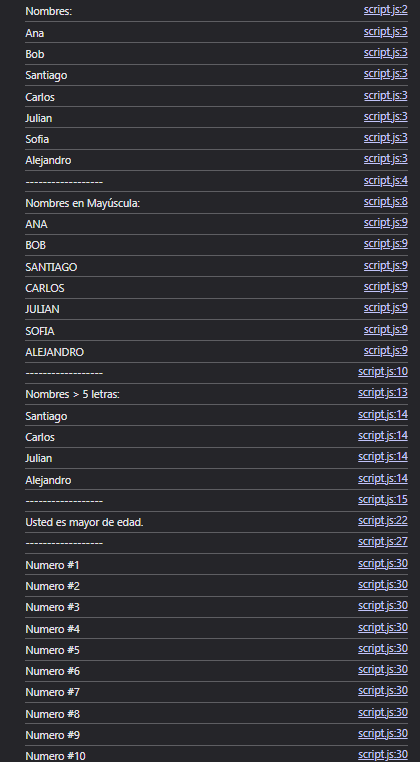 Nombres: script.js:2
Ana script.js:3
Bob script.js:3
Santiago script.js:3
Carlos script.js:3
Julian script.js:3
Sofia script.js:3
Alejandro script.js:3
------------------ script.js:4
Nombres en Mayúscula: script.js:8
ANA script.js:9
BOB script.js:9
SANTIAGO script.js:9
CARLOS script.js:9
JULIAN script.js:9
SOFIA script.js:9
ALEJANDRO script.js:9
------------------ script.js:10
Nombres > 5 letras: script.js:13
Santiago script.js:14
Carlos script.js:14
Julian script.js:14
Alejandro script.js:14
------------------ script.js:15
Usted es mayor de edad. script.js:22
------------------ script.js:27
Numero #1 script.js:30
Numero #2 script.js:30
Numero #3 script.js:30
Numero #4 script.js:30
Numero #5 script.js:30
Numero #6 script.js:30
Numero #7 script.js:30
Numero #8 script.js:30
Numero #9 script.js:30
Numero #10 script.js:30